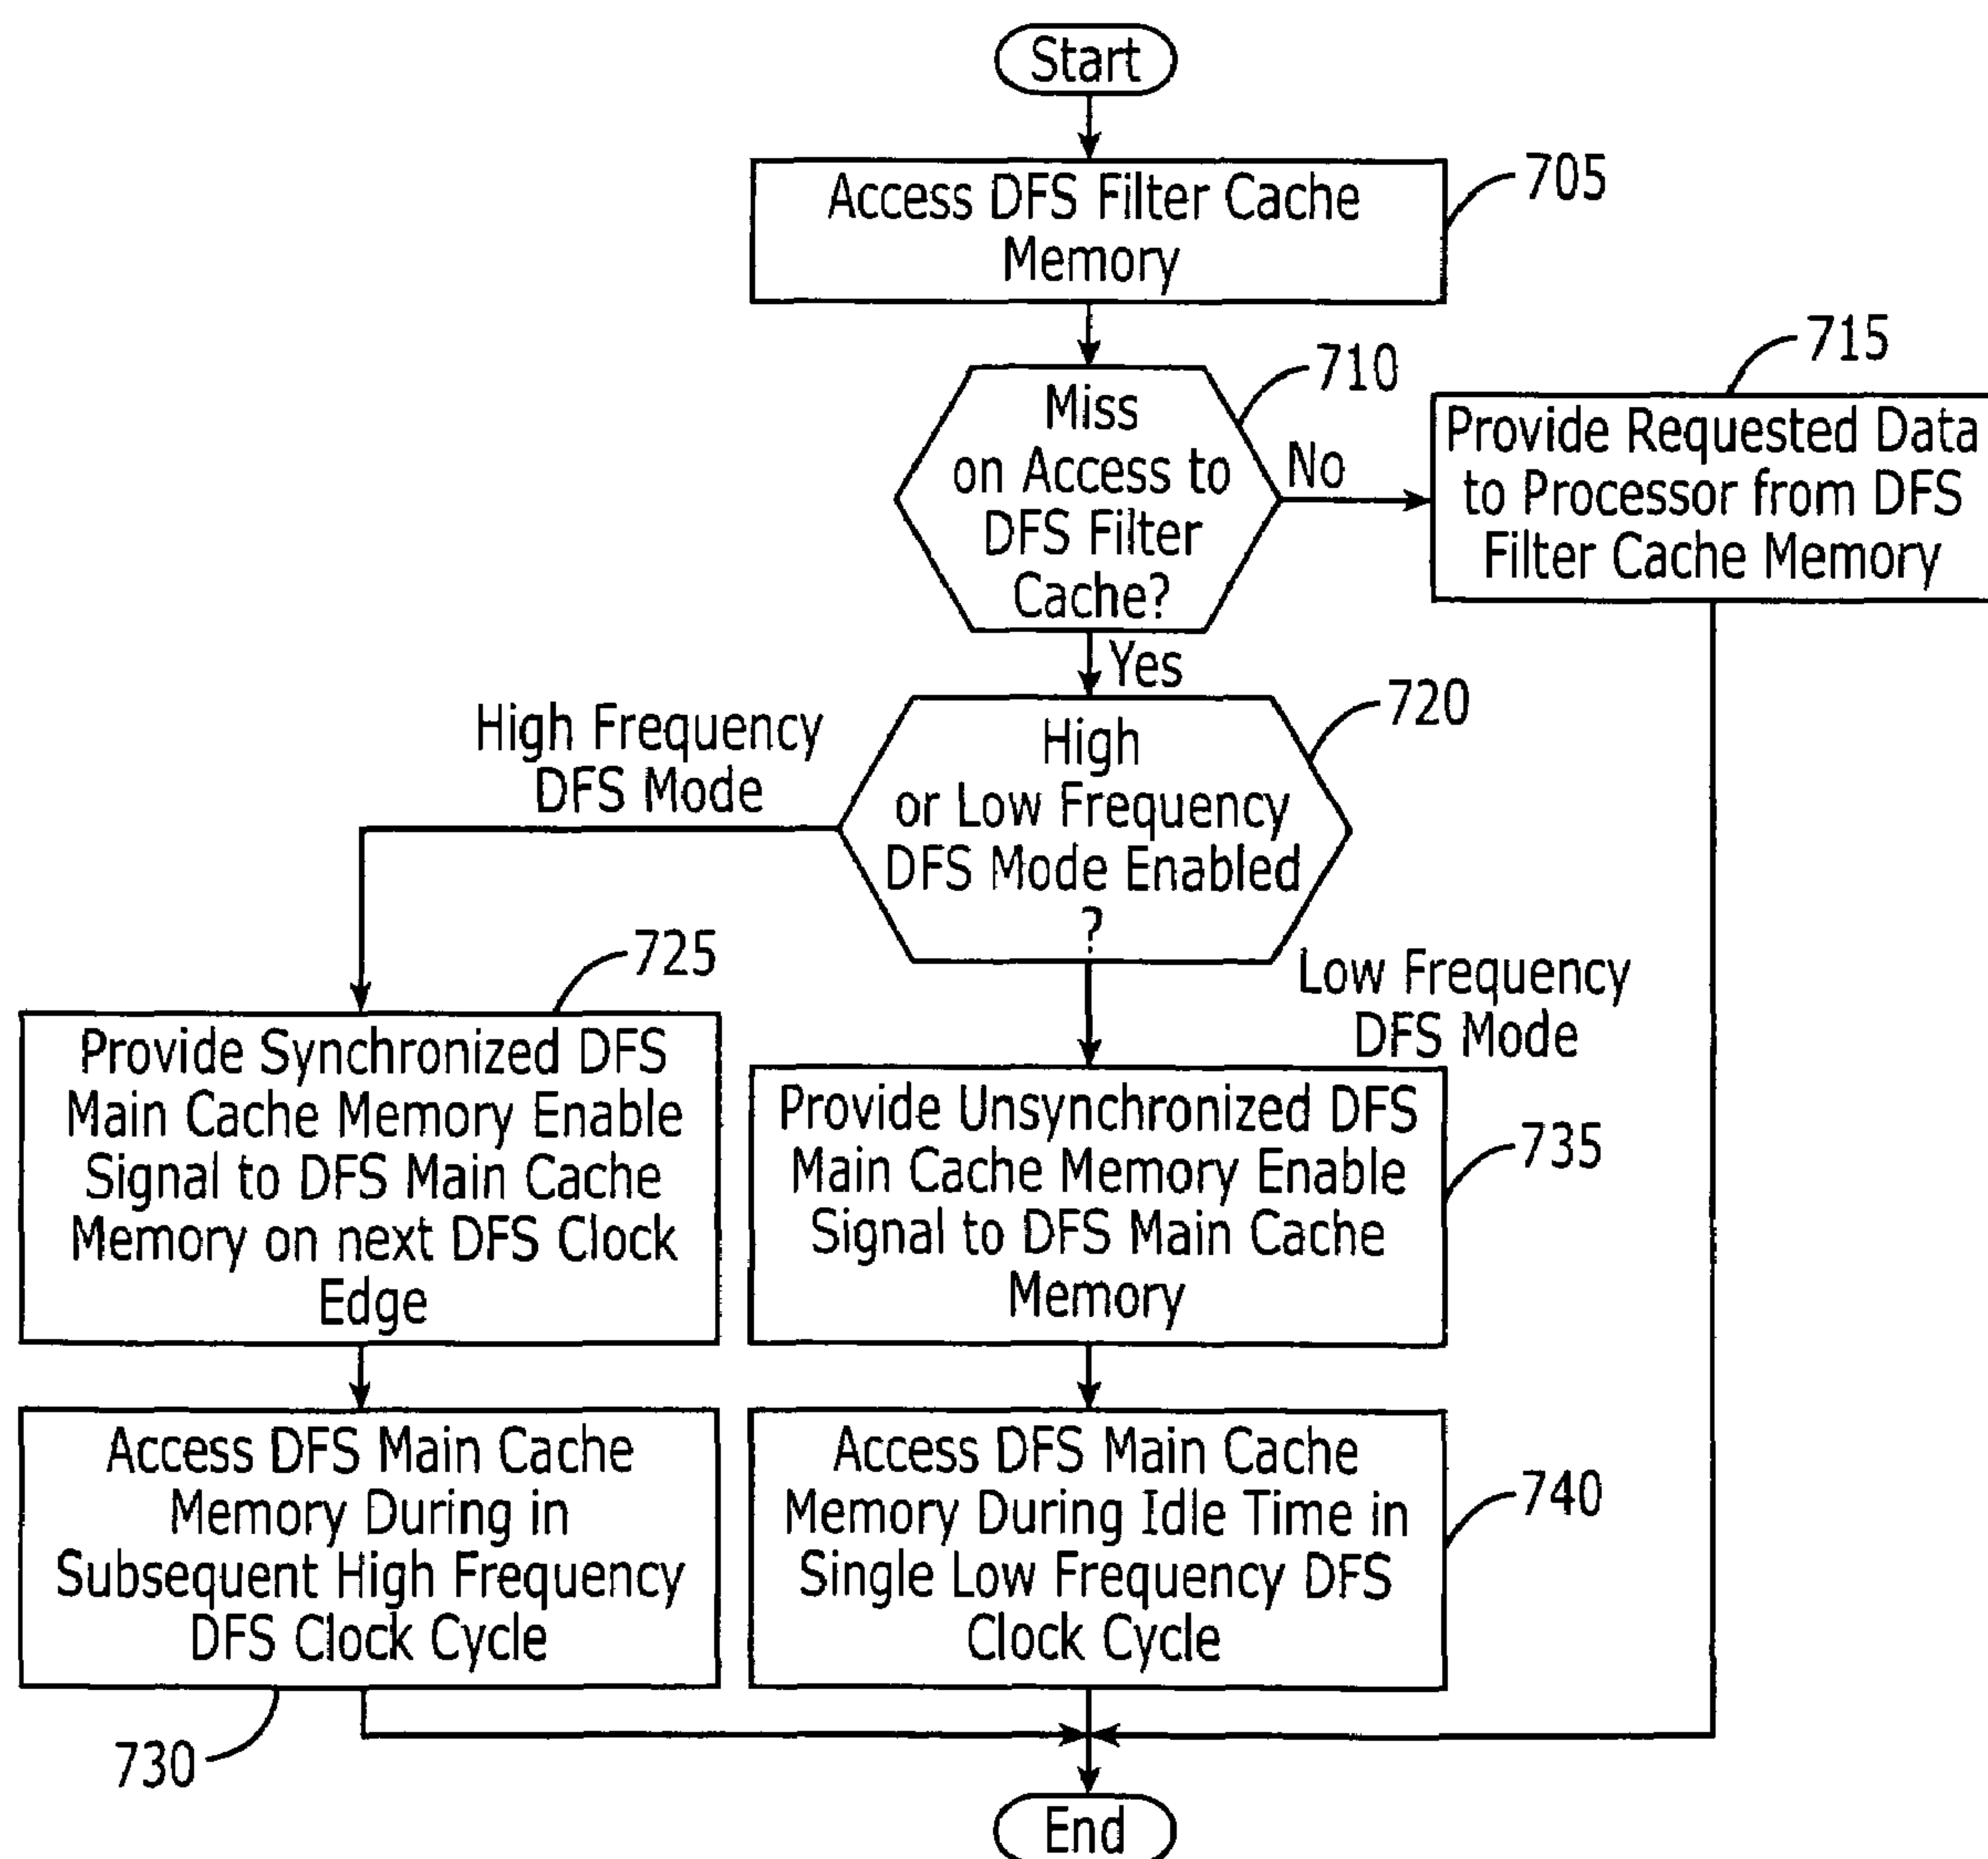 Start
Access DFS Filter Cache
Memory
705
Miss
on Access to
DFS Filter
Cache?
710
No
715
Provide Requested Data
to Processor from DFS
Filter Cache Memory
Yes
High Frequency
DFS Mode
High
or Low Frequency
DFS Mode Enabled
?
720
Low Frequency
DFS Mode
725
Provide Synchronized DFS
Main Cache Memory Enable
Signal to DFS Main Cache
Memory on next DFS Clock
Edge
Provide Unsynchronized DFS
Main Cache Memory Enable
Signal to DFS Main Cache
Memory
735
Access DFS Main Cache
Memory During in
Subsequent High Frequency
DFS Clock Cycle
730
Access DFS Main Cache
Memory During Idle Time in
Single Low Frequency DFS
Clock Cycle
740
End